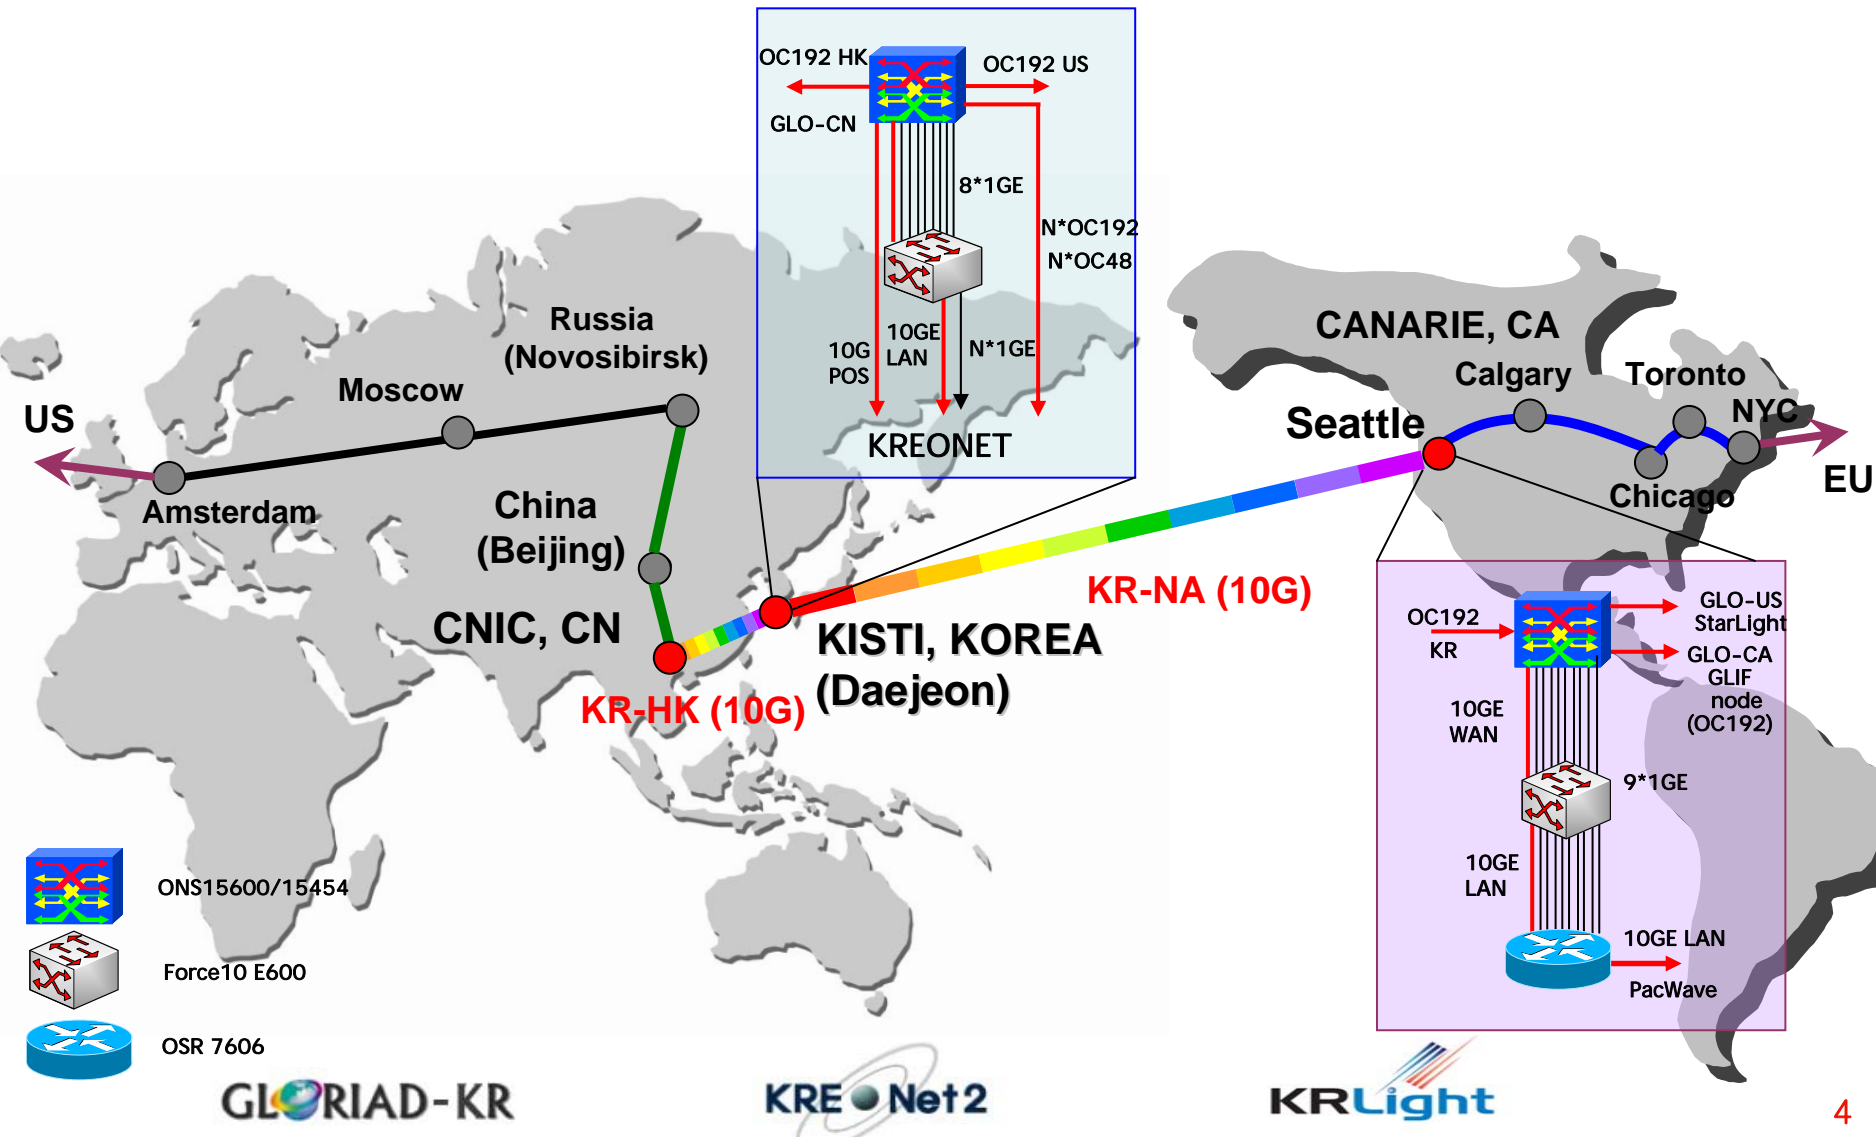 OC192 HK
OC192 US
GLO-CN
8*1GE
N*OC192
N*OC48
10G
POS
10GE
LAN
N*1GE
KREONET
Russia
(Novosibirsk)
Moscow
US
Amsterdam
China
(Beijing)
CNIC, CN
KR-HK (10G)
KISTI, KOREA
(Daejeon)
KR-NA (10G)
CANARIE, CA
Calgary
Toronto
NYC
Seattle
Chicago
EU
OC192
KR
GLO-US
StarLight
GLO-CA
GLIF
node
(OC192)
10GE
WAN
9*1GE
10GE
LAN
10GE LAN
PacWave
ONS15600/15454
Force10 E600
OSR 7606
GLORIAD-KR
KREONet2
KRLight
4